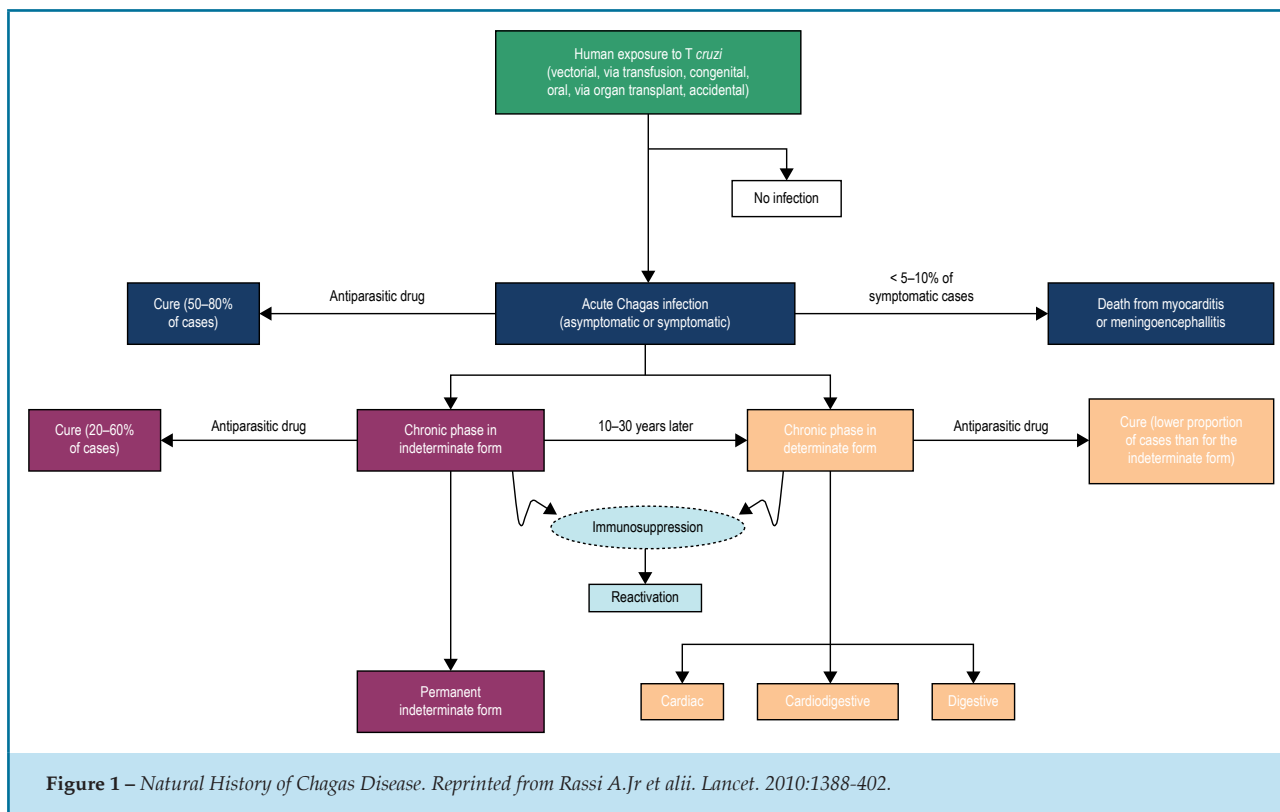 Human exposure to T cruzi
(vectorial, via transfusion, congenital,
oral, via organ transplant, accidental)
No infection
Cure (50–80%
of cases)
Antiparasitic drug
Acute Chagas infection
(asymptomatic or symptomatic)
< 5–10% of
symptomatic cases
Death from myocarditis
or meningoencephallitis
Cure (20–60%
of cases)
Antiparasitic drug
Chronic phase in
indeterminate form
10–30 years later
Chronic phase in
determinate form
Antiparasitic drug
Cure (lower proportion
of cases than for the
indeterminate form)
Immunosuppression
Reactivation
Permanent
indeterminate form
Cardiac
Cardiodigestive
Digestive
Figure 1 – Natural History of Chagas Disease. Reprinted from Rassi A.Jr et alii. Lancet. 2010:1388-402.